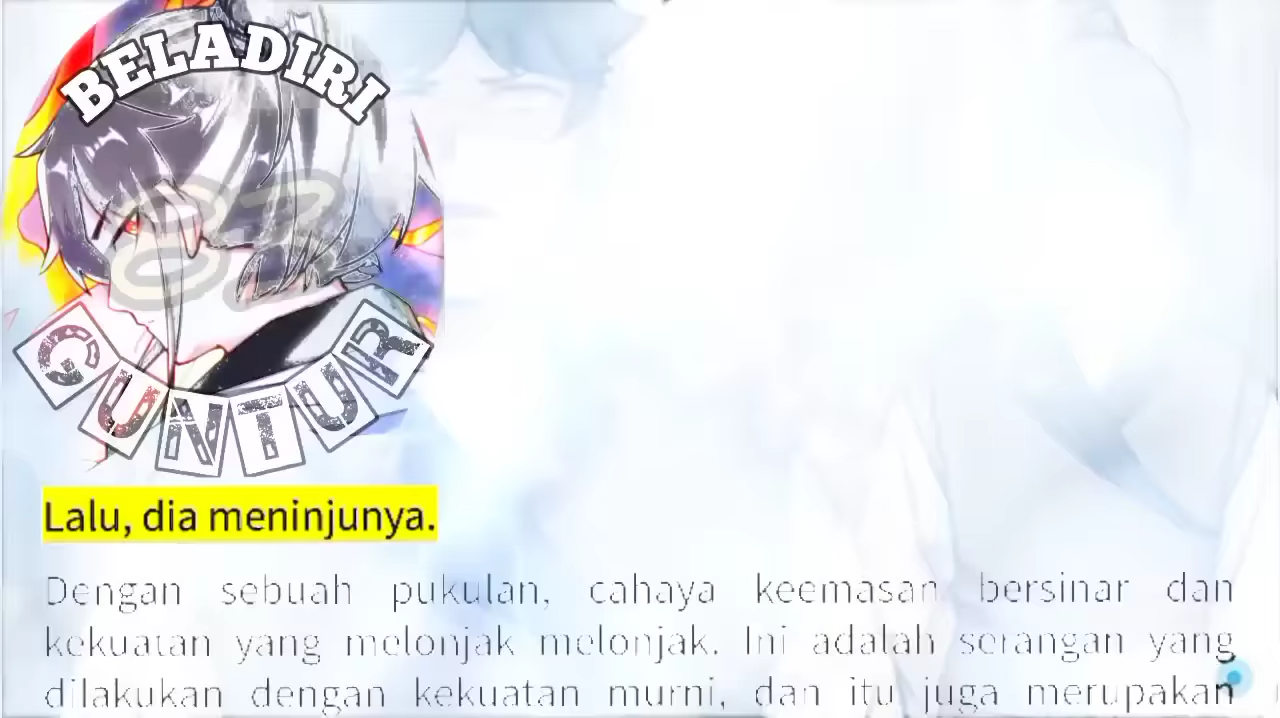 BELADIRI
GUNTUR
Lalu, dia meninjunya.
Dengan sebuah pukulan, cahaya keemasan bersinar dan
kekuatan yang melonjak melonjak. Ini adalah serangan yang
dilakukan dengan kekuatan murni, dan itu juga merupakan